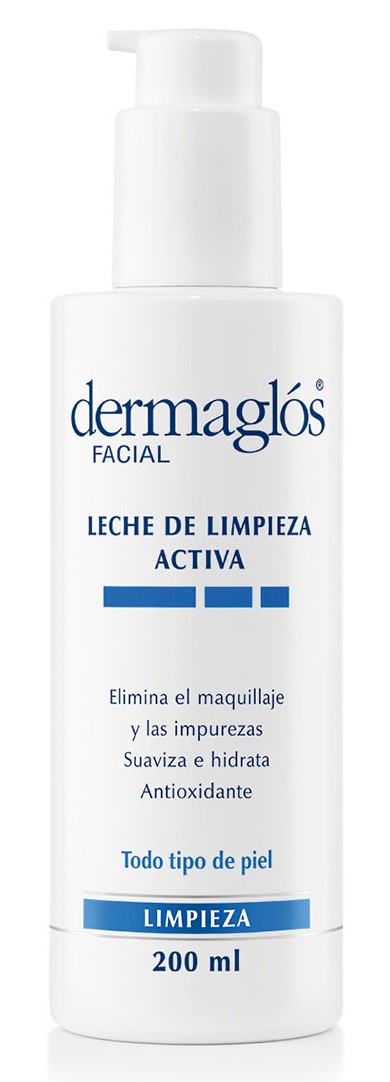 dermaglós®
FACIAL
LECHE DE LIMPIEZA
ACTIVA
Elimina el maquillaje
y las impurezas
Suaviza e hidrata
Antioxidante
Todo tipo de piel
LIMPIEZA
200 ml